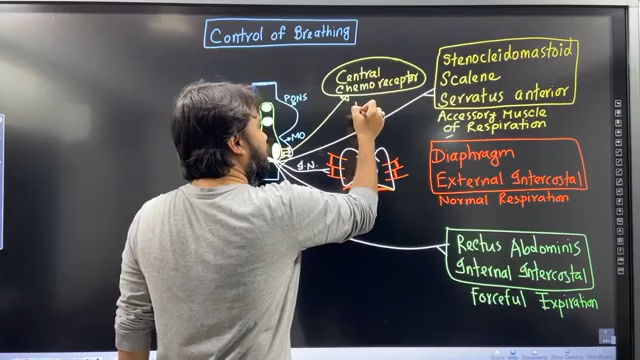 Control of Breathing
Central
Chemoreceptor
PONS
MO
I.N.
Stenocleidomastoid
Scalene
Serratus anterior
Accessory Muscle
of Respiration
Diaphragm
External Intercostal
Normal Respiration
Rectus Abdominis
Internal Intercostal
Forceful Expiration